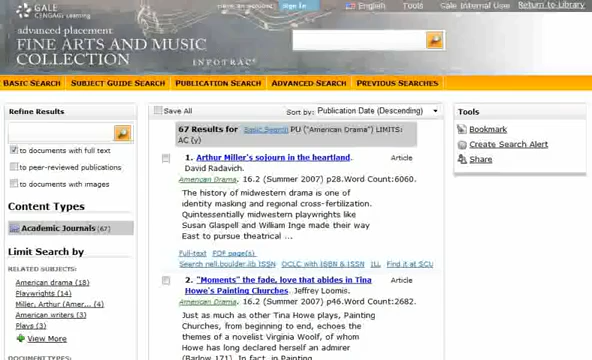 GALE
CENGAGE Learning
Sign In
English
Tools
Gale Internal Use
Return to Library
advanced placement
FINE ARTS AND MUSIC
COLLECTION
INFOTRAC
BASIC SEARCH
SUBJECT GUIDE SEARCH
PUBLICATION SEARCH
ADVANCED SEARCH
PREVIOUS SEARCHES
Refine Results
to documents with full text
to peer-reviewed publications
to documents with images
Content Types
Academic Journals (67)
Limit Search by
RELATED SUBJECTS:
American drama (18)
Playwrights (14)
Miller, Arthur (Amer... (4)
American writers (3)
Plays (3)
View More
DOCUMENT TYPES:
Save All
Sort by: Publication Date (Descending)
67 Results for Basic Search PU ("American Drama") LIMITS:
AC (y)
1. Arthur Miller's sojourn in the heartland.
Article
David Radavich.
American Drama. 16.2 (Summer 2007) p28.Word Count:6060.
The history of midwestern drama is one of
identity masking and regional cross-fertilization.
Quintessentially midwestern playwrights like
Susan Glaspell and William Inge made their way
East to pursue theatrical ...
Full-text PDF page(s)
Search nell.boulder.lib ISSN OCLC with ISBN & ISSN ILL Find it at SCU
2. "Moments" the fade, love that abides in Tina
Howe's Painting Churches. Jeffrey Loomis.
Article
American Drama. 16.2 (Summer 2007) p46.Word Count:2682.
Just as much as other Tina Howe plays, Painting
Churches, from beginning to end, echoes the
themes of a novelist Virginia Woolf, of whom
Howe has long declared herself an admirer
(Barlow 171). In fact, in Painting
Tools
Bookmark
Create Search Alert
Share